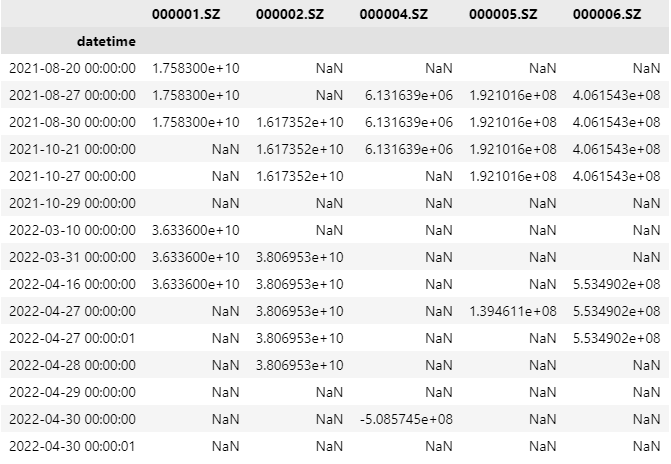 000001.SZ 000002.SZ 000004.SZ 000005.SZ 000006.SZ
datetime
2021-08-20 00:00:00 1.758300e+10 NaN NaN NaN NaN
2021-08-27 00:00:00 1.758300e+10 NaN 6.131639e+06 1.921016e+08 4.061543e+08
2021-08-30 00:00:00 1.758300e+10 1.617352e+10 6.131639e+06 1.921016e+08 4.061543e+08
2021-10-21 00:00:00 NaN 1.617352e+10 6.131639e+06 1.921016e+08 4.061543e+08
2021-10-27 00:00:00 NaN 1.617352e+10 NaN 1.921016e+08 4.061543e+08
2021-10-29 00:00:00 NaN NaN NaN NaN NaN
2022-03-10 00:00:00 3.633600e+10 NaN NaN NaN NaN
2022-03-31 00:00:00 3.633600e+10 3.806953e+10 NaN NaN NaN
2022-04-16 00:00:00 3.633600e+10 3.806953e+10 NaN NaN 5.534902e+08
2022-04-27 00:00:00 NaN 3.806953e+10 NaN 1.394611e+08 5.534902e+08
2022-04-27 00:00:01 NaN 3.806953e+10 NaN NaN 5.534902e+08
2022-04-28 00:00:00 NaN 3.806953e+10 NaN NaN NaN
2022-04-29 00:00:00 NaN NaN NaN NaN NaN
2022-04-30 00:00:00 NaN NaN -5.085745e+08 NaN NaN
2022-04-30 00:00:01 NaN NaN NaN NaN NaN